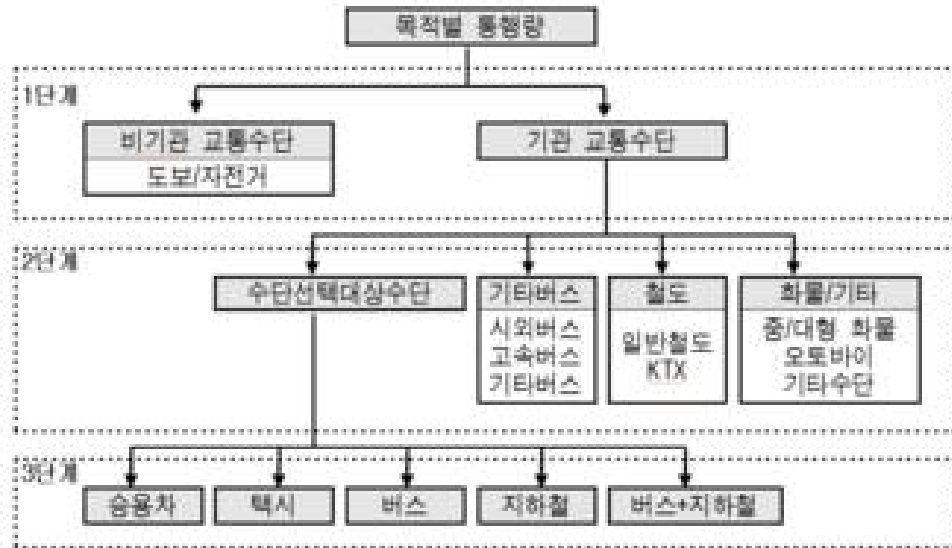 목적별 통행량
1단계
비기관 교통수단
기관 교통수단
도보/자전거
2단계
수단선택대상수단
기타버스
철도
화물/기타
시외버스
고속버스
기타버스
일반철도
KTX
중/대형 화물
오토바이
기타수단
3단계
승용차
택시
버스
지하철
버스+지하철